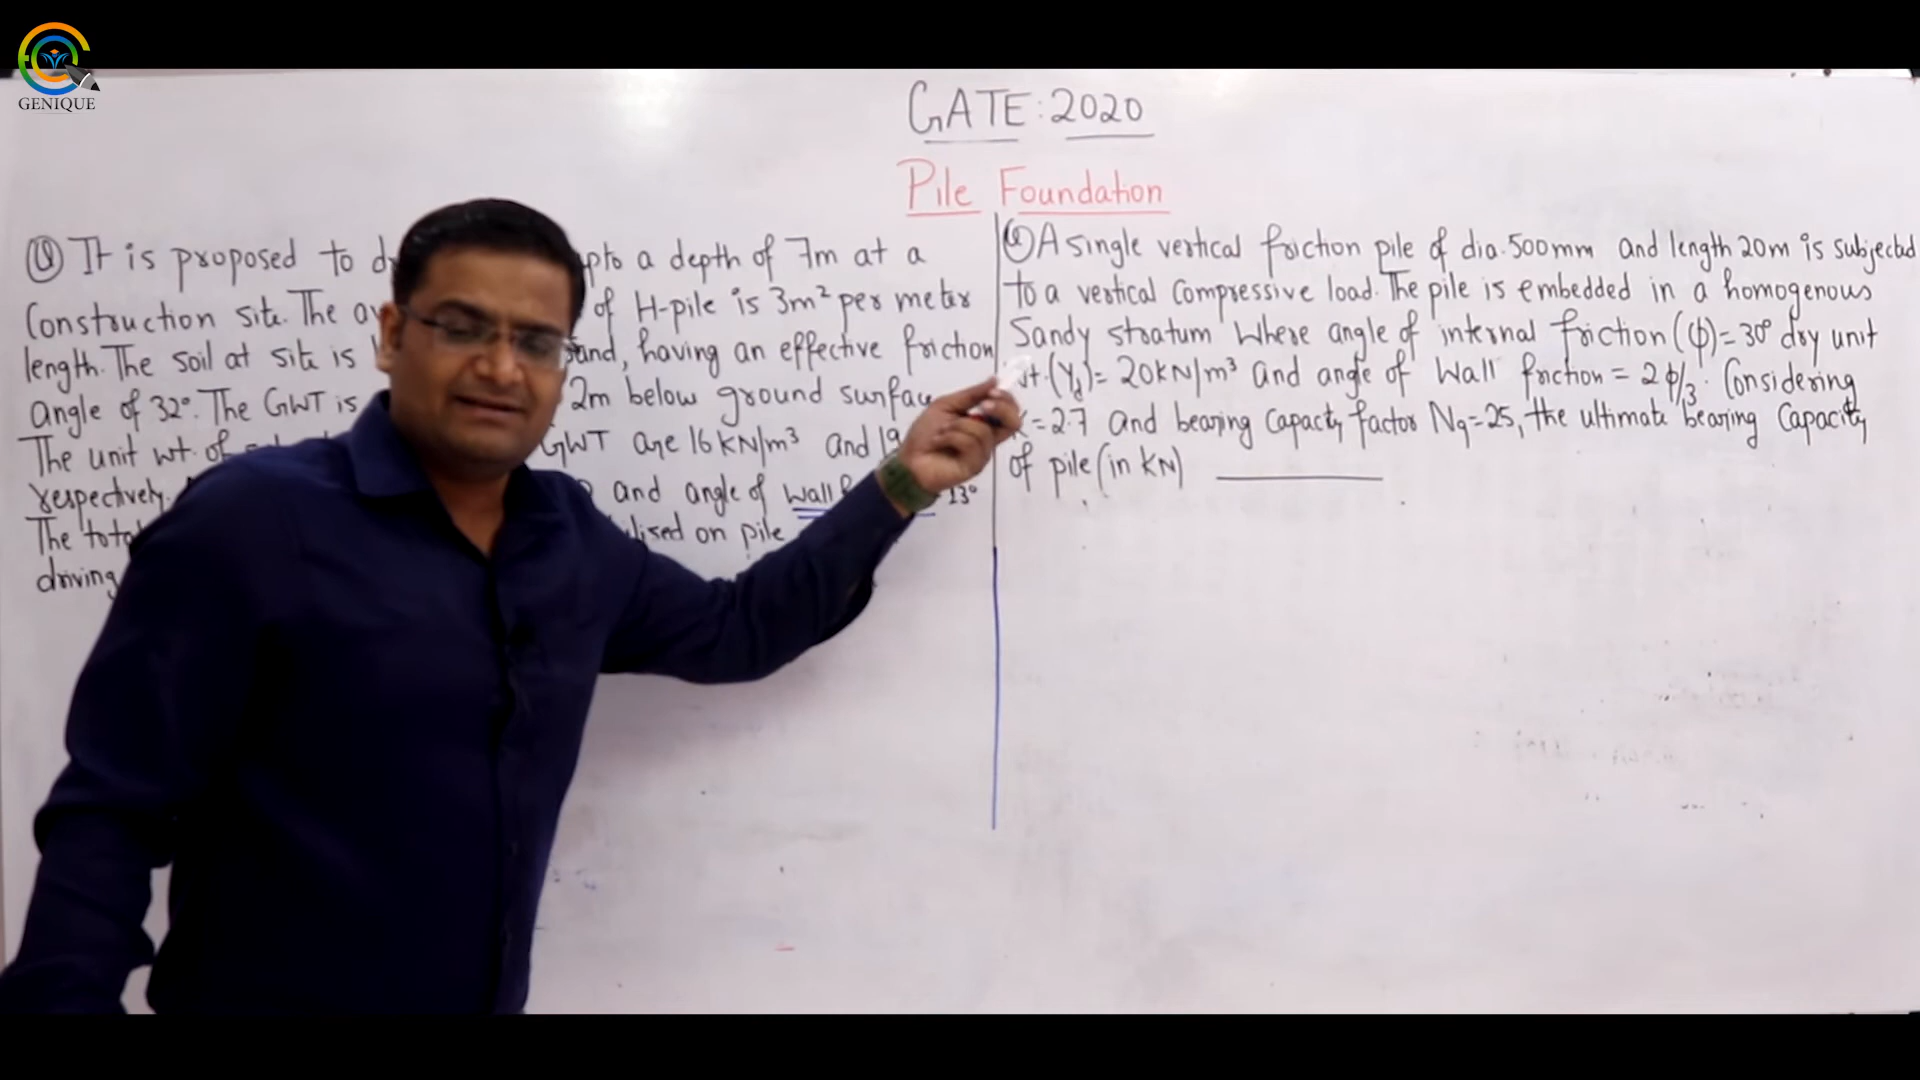 GENIQUE
GATE: 2020
Pile Foundation
Q It is proposed to upto a depth of 7m at a
Construction site. The of H-pile is 3m² per meter
length. The soil at site is sand, having an effective friction
angle of 32°. The GWT is 2m below ground surface
The unit wt. of GWT are 16 KN/m³ and 19
respectively. and angle of wall 13°
The total on pile
driving
Q A single vertical friction pile of dia. 500mm and length 20m is subjected
to a vertical compressive load. The pile is embedded in a homogenous
Sandy stratum where angle of internal friction (ϕ) = 30° dry unit
wt. (γd) = 20KN/m³ and angle of wall friction = 2ϕ/3. Considering
K = 2.7 and bearing capacity factor Nq=25, the ultimate bearing capacity
of pile (in KN)